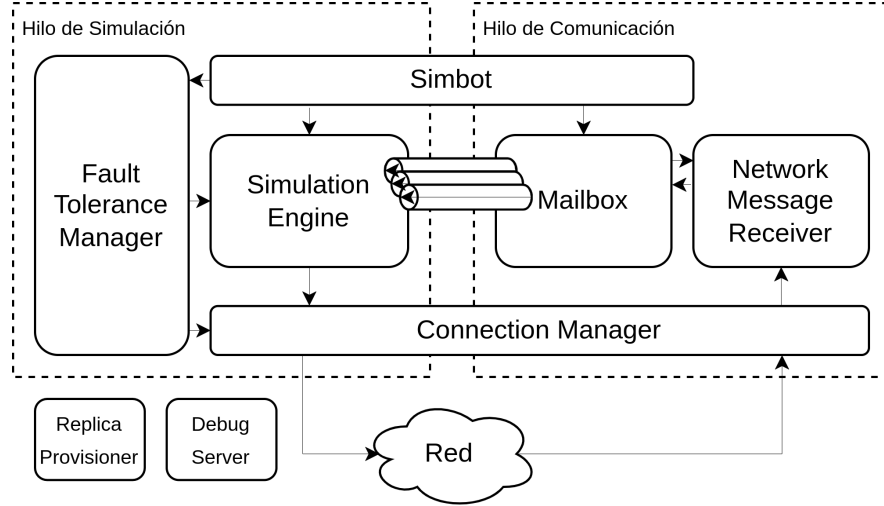 Hilo de Simulación
Hilo de Comunicación
Simbot
Fault
Tolerance
Manager
Simulation
Engine
Mailbox
Network
Message
Receiver
Connection Manager
Replica
Provisioner
Debug
Server
Red